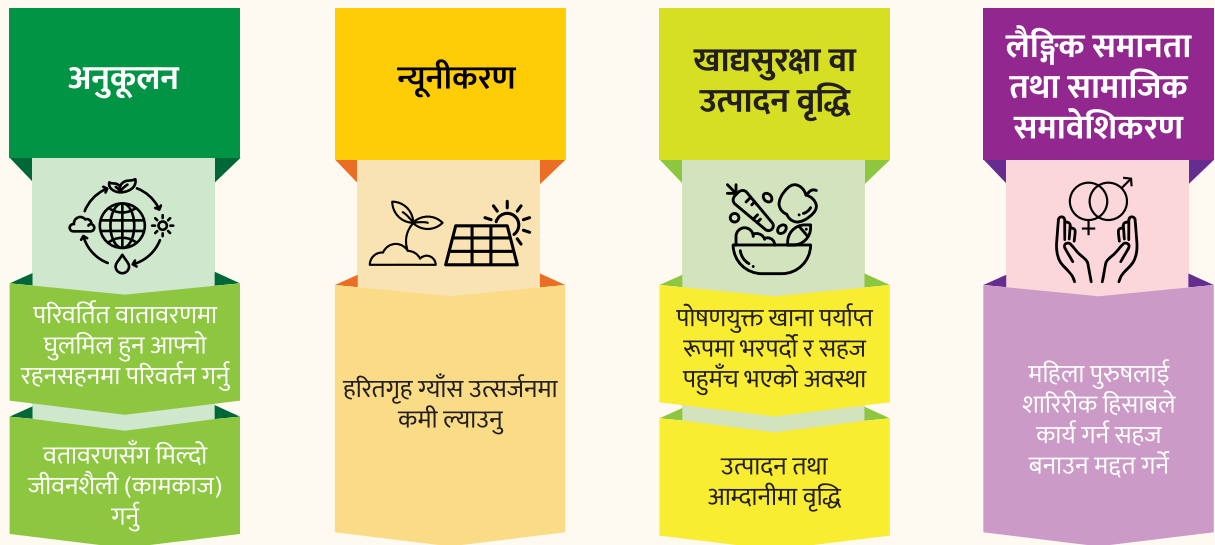 अनुकूलन
परिवर्तित वातावरणमा
घुलमिल हुन आफ्नो
रहनसहनमा परिवर्तन गर्नु
वतावरणसँग मिल्दो
जीवनशैली (कामकाज)
गर्नु
न्यूनीकरण
हरितगृह ग्याँस उत्सर्जनमा
कमी ल्याउनु
खाद्यसुरक्षा वा
उत्पादन वृद्धि
पोषणयुक्त खाना पर्याप्त
रूपमा भरपर्दो र सहज
पहुमँच भएको अवस्था
उत्पादन तथा
आम्दानीमा वृद्धि
लैङ्गिक समानता
तथा सामाजिक
समावेशिकरण
महिला पुरुषलाई
शारिरीक हिसाबले
कार्य गर्न सहज
बनाउन मद्दत गर्ने